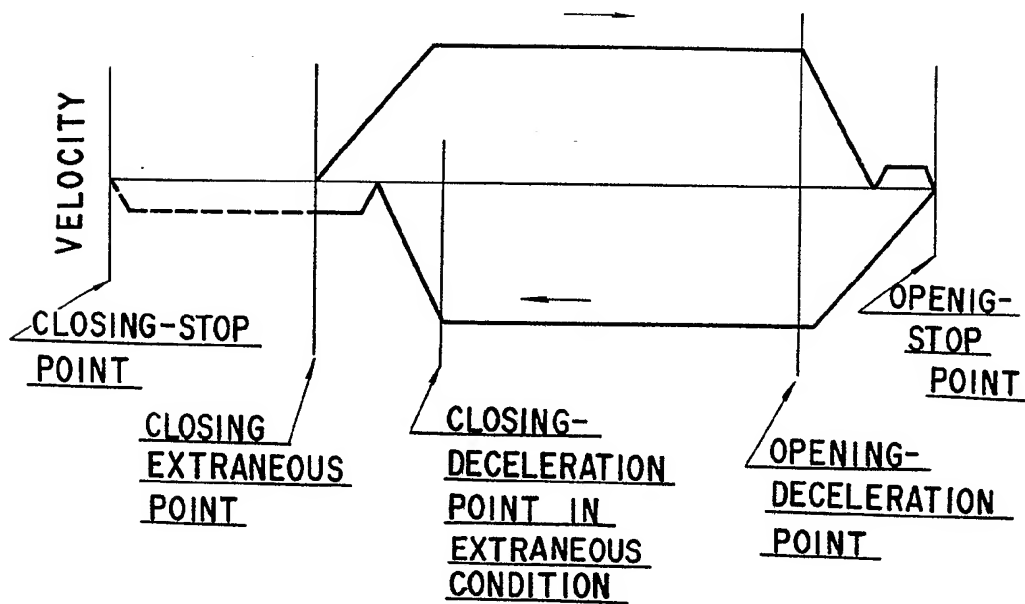 VELOCITY
CLOSING-STOP
POINT
CLOSING
EXTRANEOUS
POINT
CLOSING-
DECELERATION
POINT IN
EXTRANEOUS
CONDITION
OPENING-
DECELERATION
POINT
OPENIG-
STOP
POINT